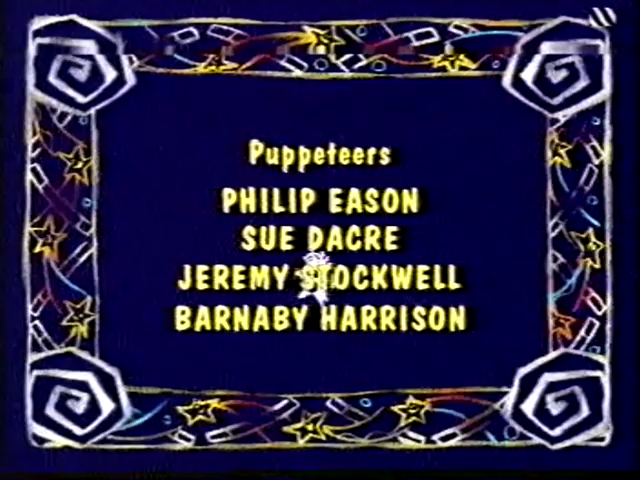 Puppeteers
PHILIP EASON
SUE DACRE
JEREMY STOCKWELL
BARNABY HARRISON